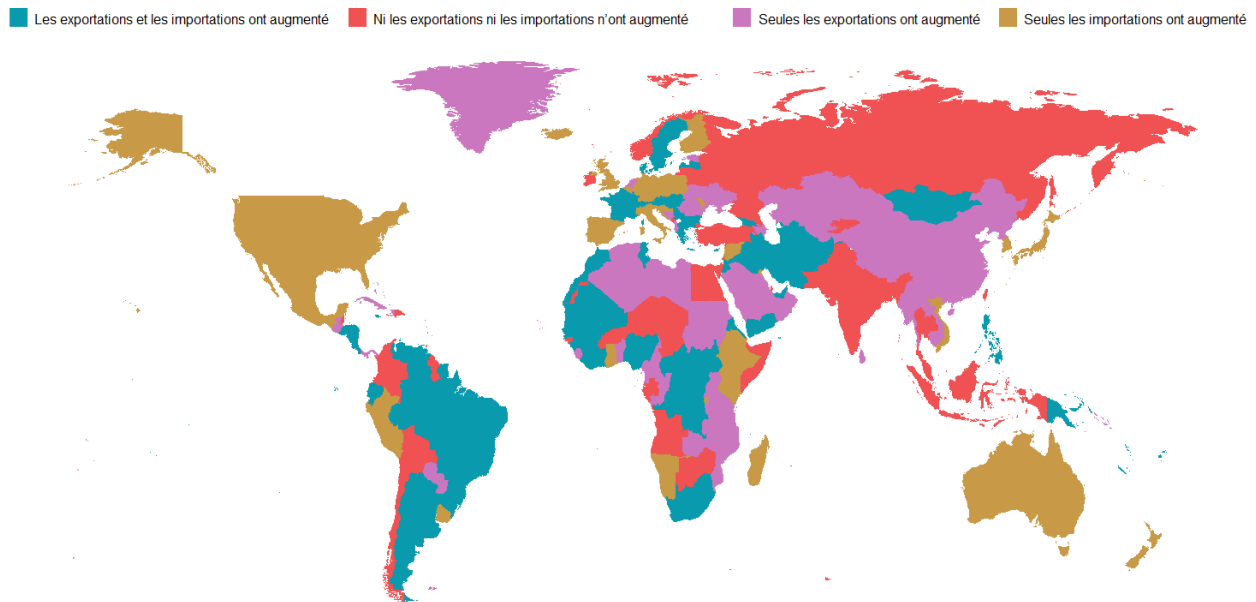 Les exportations et les importations ont augmenté
Ni les exportations ni les importations n’ont augmenté
Seules les exportations ont augmenté
Seules les importations ont augmenté